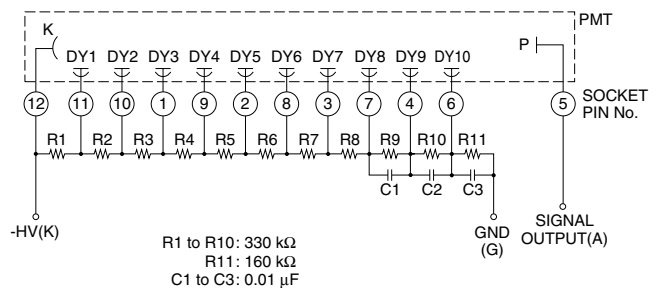 PMT
K
P
DY1 DY2 DY3 DY4 DY5 DY6 DY7 DY8 DY9 DY10
12 11 10 1 9 2 8 3 7 4 6 5
SOCKET
PIN No.
R1 R2 R3 R4 R5 R6 R7 R8 R9 R10 R11
C1 C2 C3
-HV(K)
GND
(G)
SIGNAL
OUTPUT(A)
R1 to R10: 330 kΩ
R11: 160 kΩ
C1 to C3: 0.01 µF